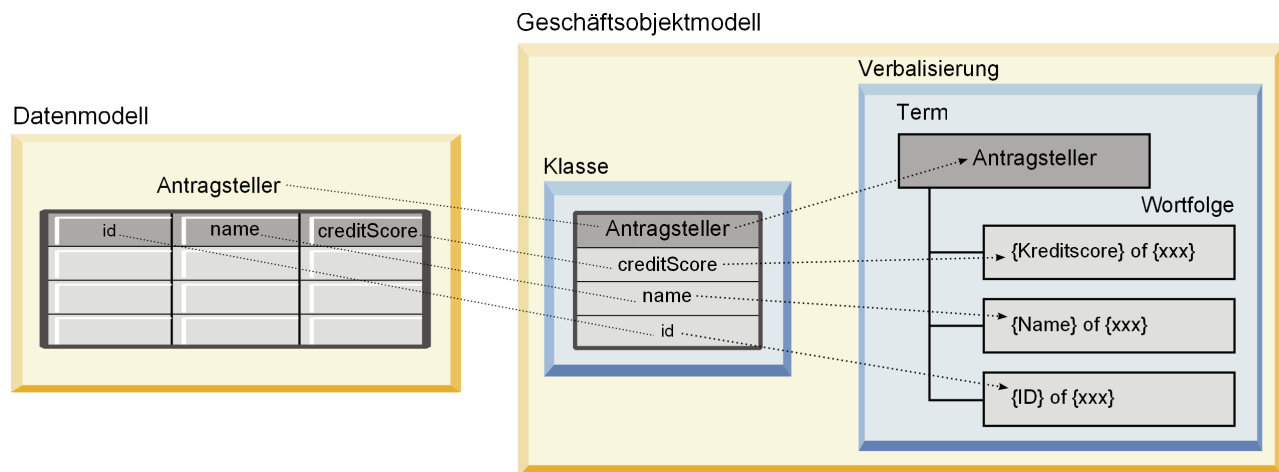 Geschäftsobjektmodell
Datenmodell
Antragsteller
id name creditScore
Klasse
Antragsteller
creditScore
name
id
Verbalisierung
Term
Antragsteller
Wortfolge
{Kreditscore} of {xxx}
{Name} of {xxx}
{ID} of {xxx}